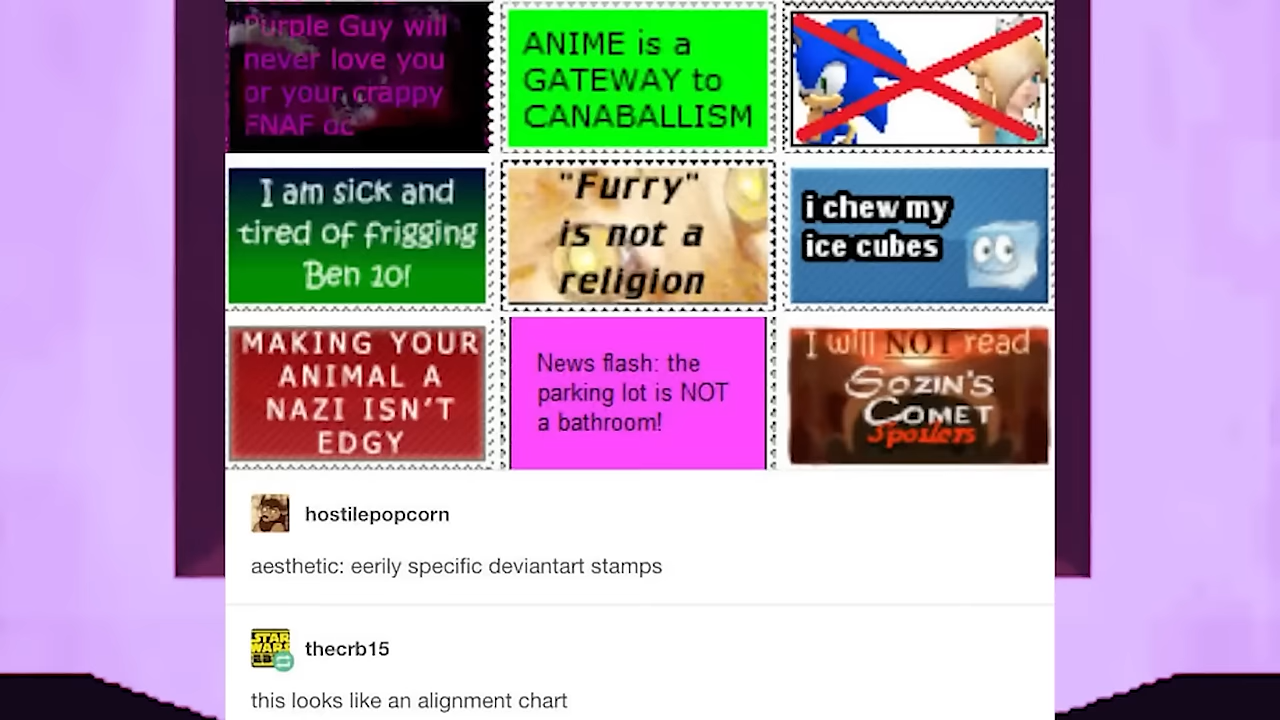 Purple Guy will
never love you
or your crappy
FNAF oc
ANIME is a
GATEWAY to
CANABALLISM
I am sick and
tired of frigging
Ben 10!
"Furry"
is not a
religion
i chew my
ice cubes
MAKING YOUR
ANIMAL A
NAZI ISN'T
EDGY
News flash: the
parking lot is NOT
a bathroom!
I will NOT read
SOZIN'S
COMET
Spoilers
hostilepopcorn
aesthetic: eerily specific deviantart stamps
STAR
WARS
thecrb15
this looks like an alignment chart